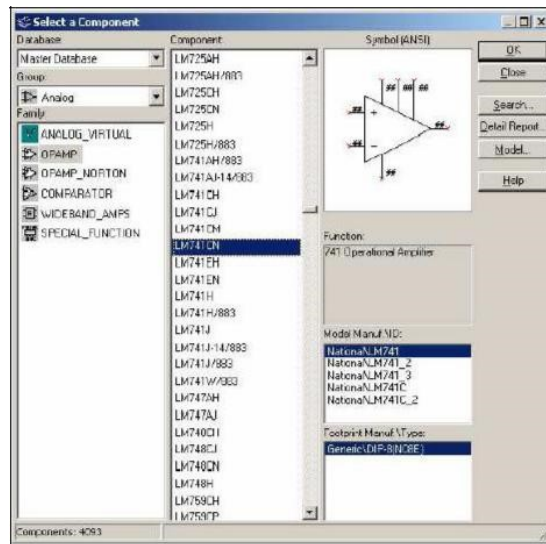 Select a Component
Database:
Master Database
Group:
Analog
Family:
ANALOG_VIRTUAL
OPAMP
OPAMP_NORTON
COMPARATOR
WIDEBAND_AMPS
SPECIAL_FUNCTION
Component:
LM725AH
LM725AH/883
LM725CH
LM725CN
LM725H
LM725H/883
LM741AH/883
LM741AJ-14/883
LM741CH
LM741CJ
LM741CM
LM741CN
LM741EH
LM741EN
LM741H
LM741H/883
LM741J
LM741J-14/883
LM741J/883
LM741W/883
LM747AH
LM747AJ
LM748CH
LM748CJ
LM748CN
LM748H
LM759CH
LM759CP
Symbol (ANSI)
## ## ##
##
+
##
##
−
##
Function:
741 Operational Amplifier
Model Manuf.\ID:
National\LM741
National\LM741_2
National\LM741_3
National\LM741C
National\LM741C_2
Footprint Manuf.\Type:
Generic\DIP-8(N08E)
OK
Close
Search...
Detail Report...
Model...
Help
Components: 4093